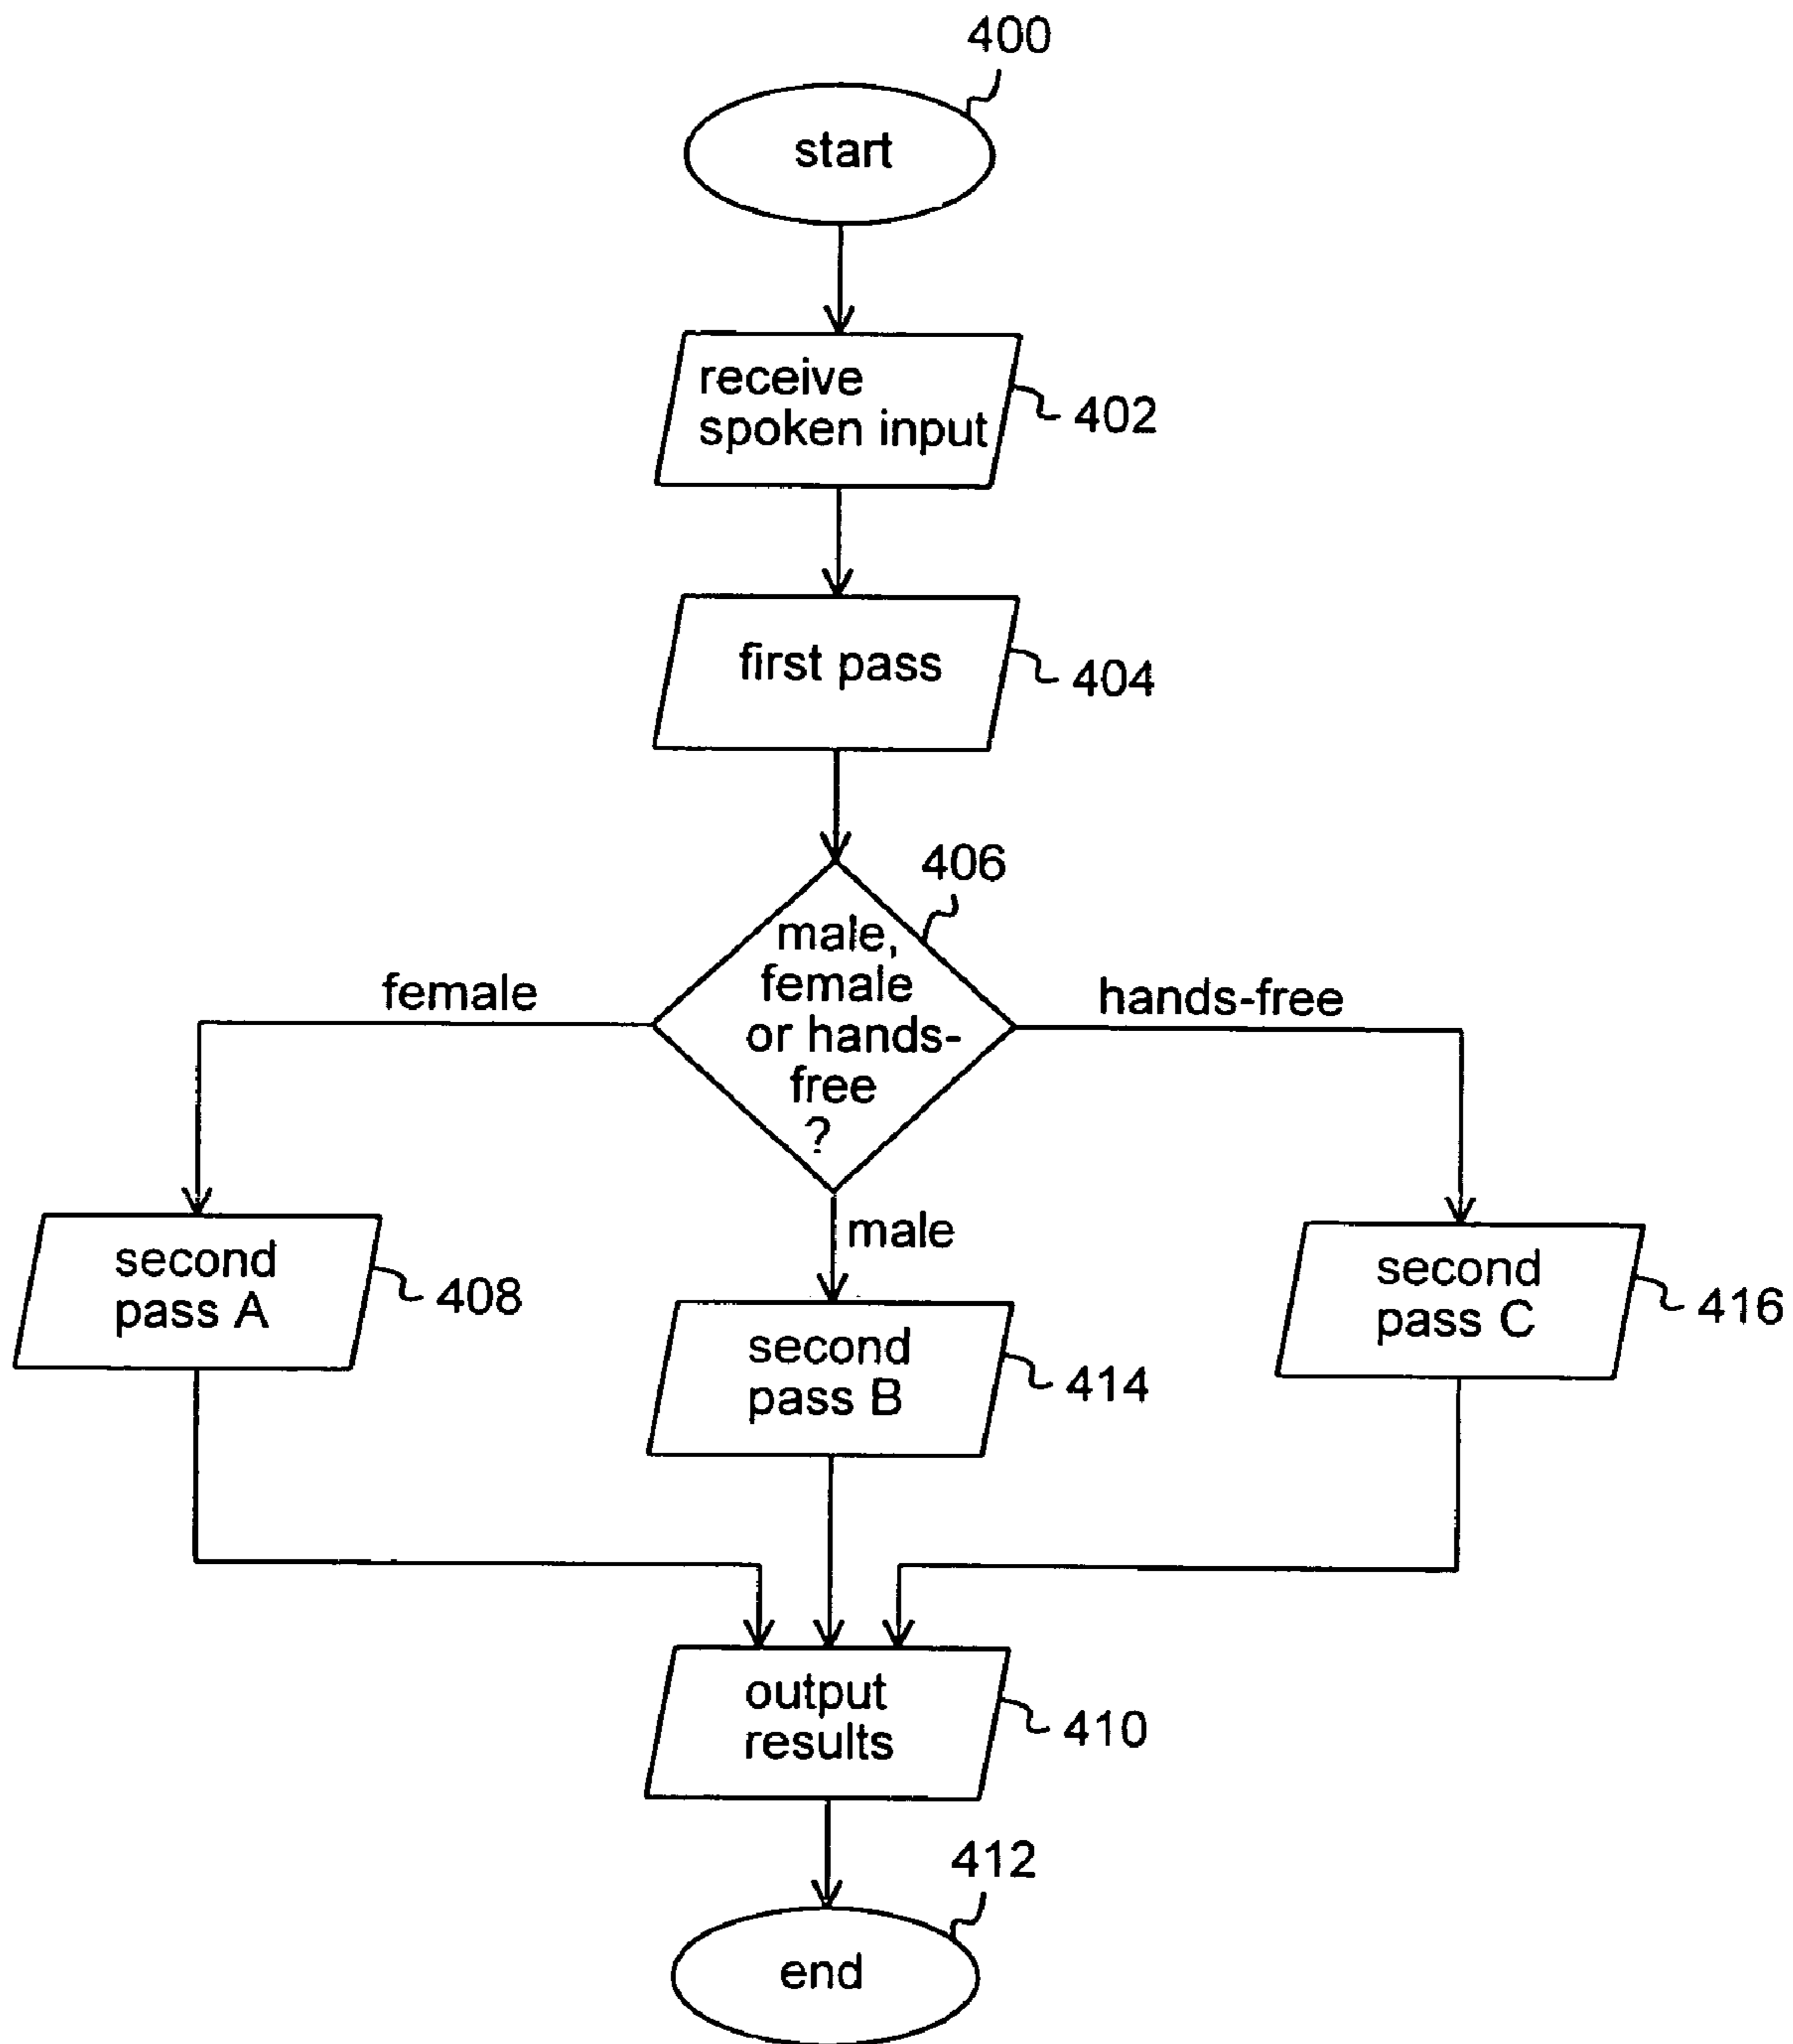 400
start
receive
spoken input
402
first pass
404
406
male,
female
or hands-
free
?
female
hands-free
male
second
pass A
408
second
pass B
414
second
pass C
416
output
results
410
412
end